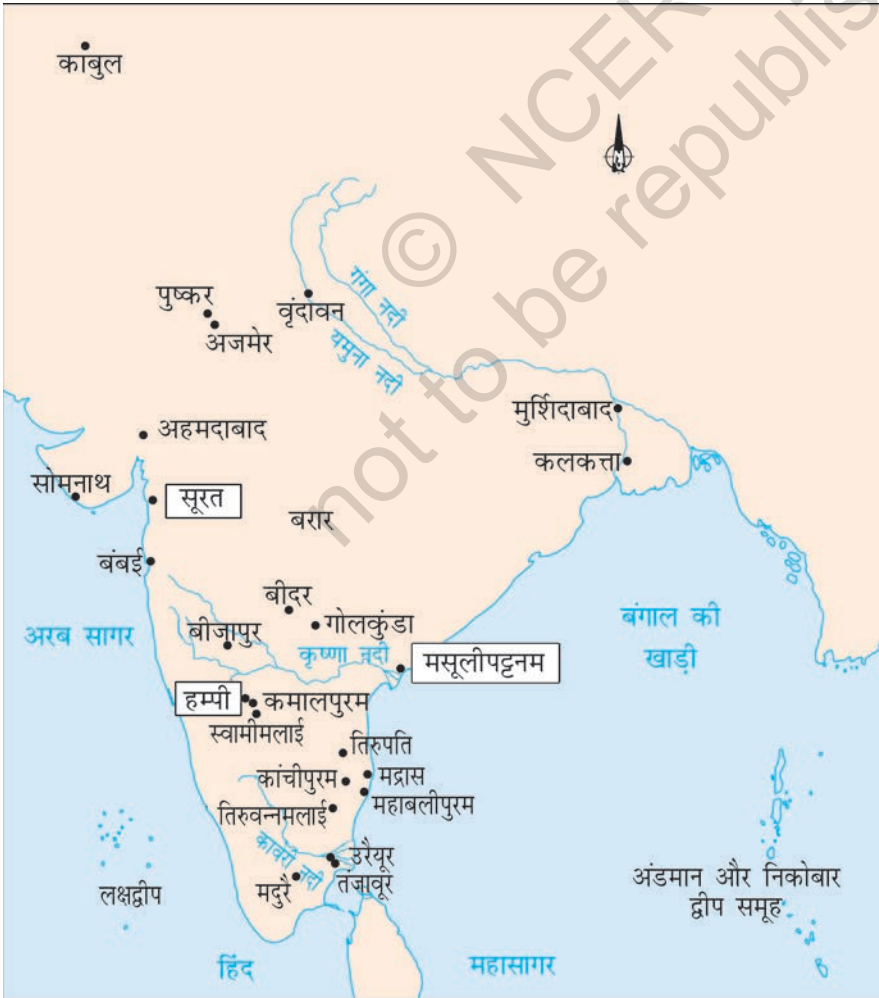 © NCER
not to be republis
काबुल
गंगा नदी
पुष्कर
वृंदावन
अजमेर
यमुना नदी
मुर्शिदाबाद
अहमदाबाद
कलकत्ता
सोमनाथ
सूरत
बरार
बंबई
बीदर
गोलकुंडा
बंगाल की
खाड़ी
अरब सागर
बीजापुर
कृष्णा नदी
मसूलीपट्टनम
हम्पी
कमालपुरम
स्वामीमलाई
तिरुपति
कांचीपुरम
मद्रास
महाबलीपुरम
तिरुवन्नमलाई
कावेरी नदी
उरैयूर
तंजावूर
मदुरै
लक्षद्वीप
अंडमान और निकोबार
द्वीप समूह
हिंद
महासागर